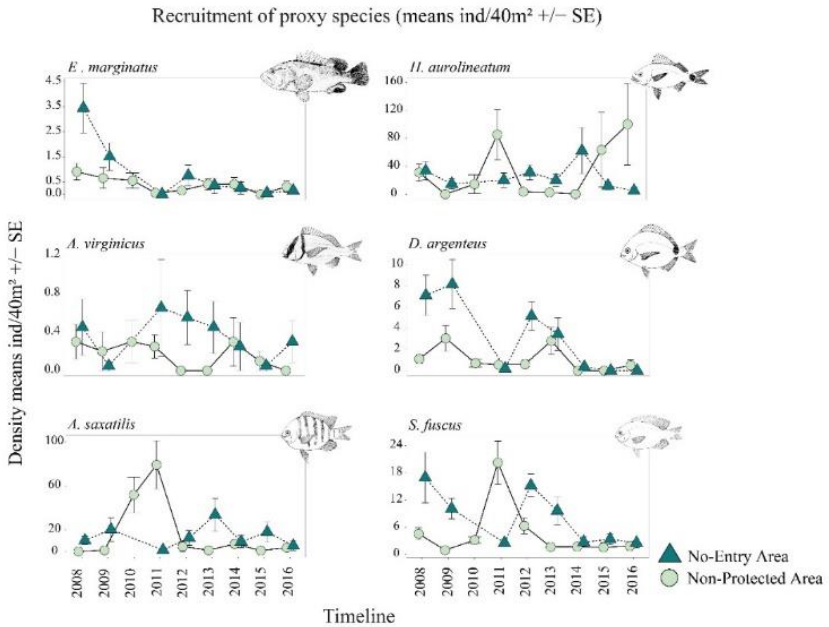 Recruitment of proxy species (means ind/40m² +/− SE)
E. marginatus
4.5
3.5
2.5
1.5
0.5
0.0
H. aurolineatum
160
120
80
40
0
A. virginicus
1.2
0.8
0.4
0.0
D. argenteus
10
8
6
4
2
0
A. saxatilis
100
60
20
0
S. fuscus
24
18
12
6
0
Density means ind/40m² +/− SE
2008 2009 2010 2011 2012 2013 2014 2015 2016
2008 2009 2010 2011 2012 2013 2014 2015 2016
Timeline
No-Entry Area
Non-Protected Area